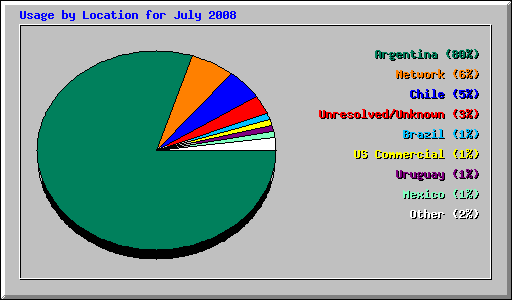 Usage by Location for July 2008
Argentina (80%)
Network (6%)
Chile (5%)
Unresolved/Unknown (3%)
Brazil (1%)
US Commercial (1%)
Uruguay (1%)
Mexico (1%)
Other (2%)